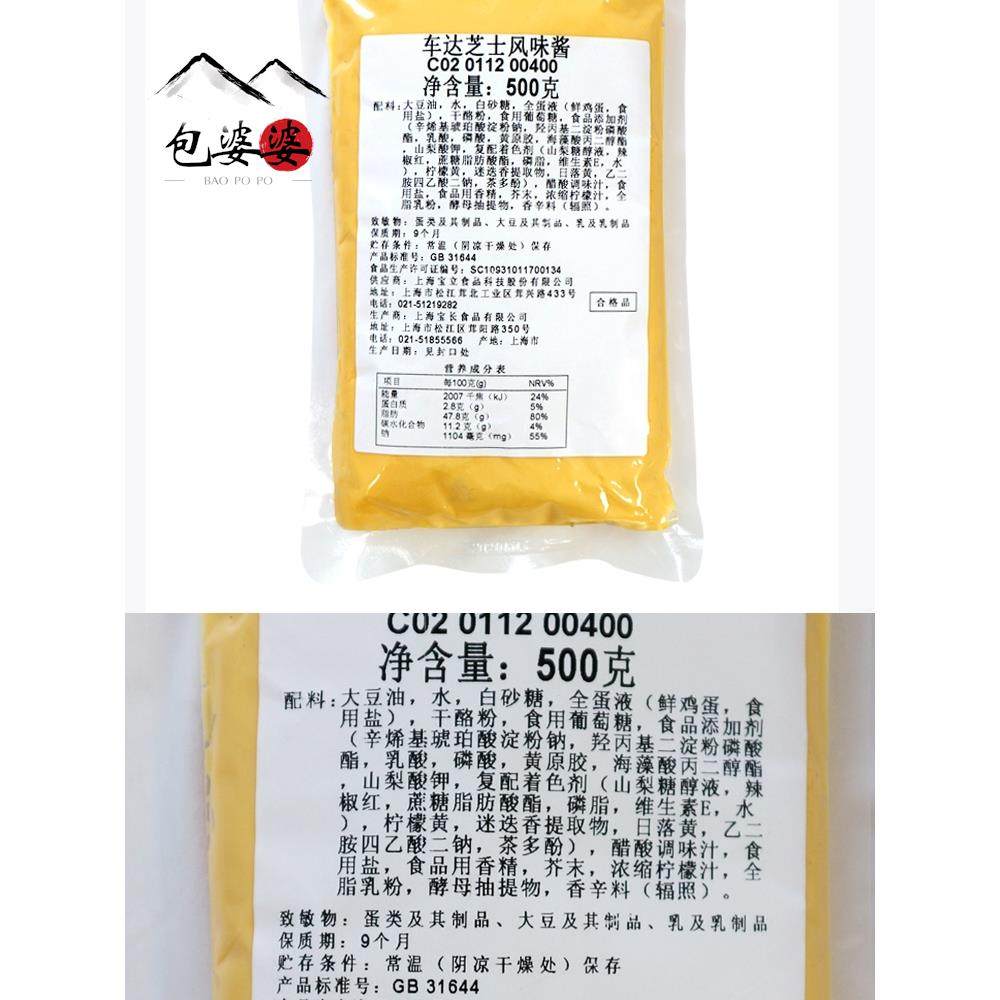 包婆婆
BAO PO PO
车达芝士风味酱
C02 0112 00400
净含量：500克
配料：大豆油，水，白砂糖，全蛋液（鲜鸡蛋，食
用盐），干酪粉，食用葡萄糖，食品添加剂
（辛烯基琥珀酸淀粉钠，羟丙基二淀粉磷酸
酯，乳酸，磷酸，黄原胶，海藻酸丙二醇酯
，山梨酸钾，复配着色剂（山梨糖醇液，辣
椒红，蔗糖脂肪酸酯，磷脂，维生素E，水
），柠檬黄，迷迭香提取物，日落黄，乙二
胺四乙酸二钠，茶多酚），醋酸调味汁，食
用盐，食品用香精，芥末，浓缩柠檬汁，全
脂乳粉，酵母抽提物，香辛料（辐照）。
致敏物：蛋类及其制品、大豆及其制品、乳及乳制品
保质期：9个月
贮存条件：常温（阴凉干燥处）保存
产品标准号：GB 31644
食品生产许可证编号：SC10931011700134
供应商：上海宝立食品科技股份有限公司
地址：上海市松江茸北工业区茸兴路433号
电话：021-51219282
合格品
生产商：上海宝长食品有限公司
地址：上海市松江区茸阳路350号
电话：021-51855566 产地：上海市
生产日期：见封口处
营养成分表
项目 每100克(g) NRV%
能量 2007 千焦（kJ） 24%
蛋白质 2.8克（g） 5%
脂肪 47.8克（g） 80%
碳水化合物 11.2 克（g） 4%
钠 1104 毫克（mg） 55%
C02 0112 00400
净含量：500克
配料：大豆油，水，白砂糖，全蛋液（鲜鸡蛋，食
用盐），干酪粉，食用葡萄糖，食品添加剂
（辛烯基琥珀酸淀粉钠，羟丙基二淀粉磷酸
酯，乳酸，磷酸，黄原胶，海藻酸丙二醇酯
，山梨酸钾，复配着色剂（山梨糖醇液，辣
椒红，蔗糖脂肪酸酯，磷脂，维生素E，水
），柠檬黄，迷迭香提取物，日落黄，乙二
胺四乙酸二钠，茶多酚），醋酸调味汁，食
用盐，食品用香精，芥末，浓缩柠檬汁，全
脂乳粉，酵母抽提物，香辛料（辐照）。
致敏物：蛋类及其制品、大豆及其制品、乳及乳制品
保质期：9个月
贮存条件：常温（阴凉干燥处）保存
产品标准号：GB 31644